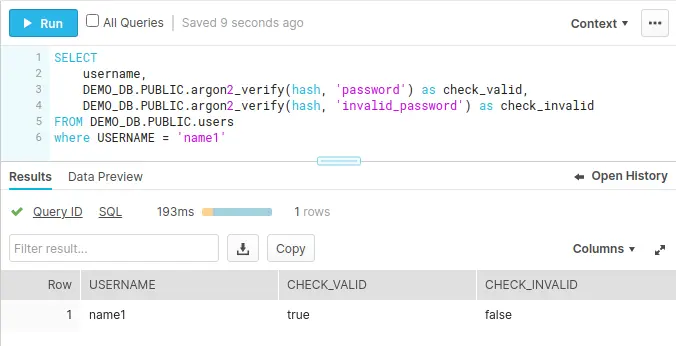 Run All Queries Saved 9 seconds ago Context
1 SELECT
2 username,
3 DEMO_DB.PUBLIC.argon2_verify(hash, 'password') as check_valid,
4 DEMO_DB.PUBLIC.argon2_verify(hash, 'invalid_password') as check_invalid
5 FROM DEMO_DB.PUBLIC.users
6 where USERNAME = 'name1'
Results Data Preview Open History
Query ID SQL 193ms 1 rows
Filter result... Copy Columns
Row USERNAME CHECK_VALID CHECK_INVALID
1 name1 true false